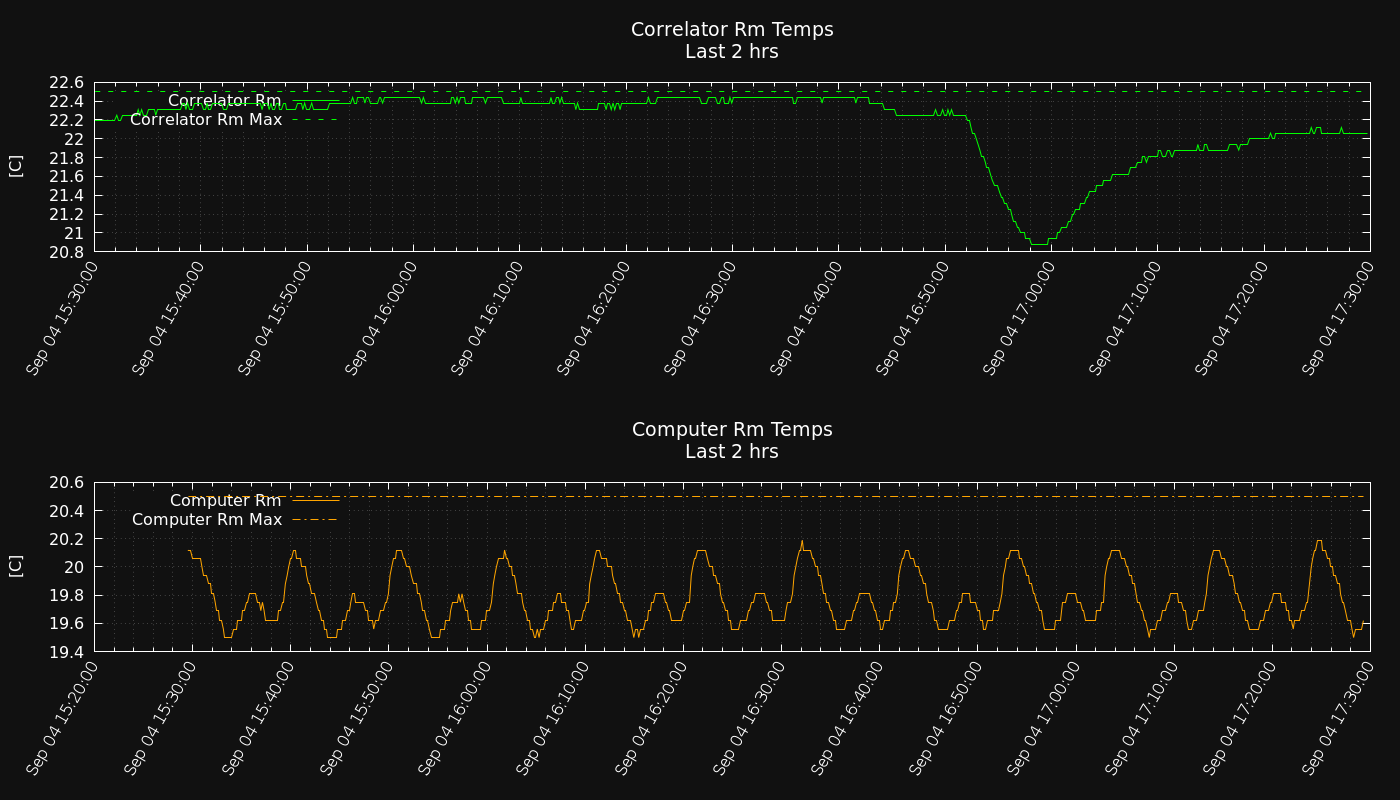 Correlator Rm Temps
Last 2 hrs
22.6
22.4
22.2
22
21.8
21.6
21.4
21.2
21
20.8
[C]
Correlator Rm
Correlator Rm Max
Sep 04 15:30:00
Sep 04 15:40:00
Sep 04 15:50:00
Sep 04 16:00:00
Sep 04 16:10:00
Sep 04 16:20:00
Sep 04 16:30:00
Sep 04 16:40:00
Sep 04 16:50:00
Sep 04 17:00:00
Sep 04 17:10:00
Sep 04 17:20:00
Sep 04 17:30:00
Computer Rm Temps
Last 2 hrs
20.6
20.4
20.2
20
19.8
19.6
19.4
[C]
Computer Rm
Computer Rm Max
Sep 04 15:20:00
Sep 04 15:30:00
Sep 04 15:40:00
Sep 04 15:50:00
Sep 04 16:00:00
Sep 04 16:10:00
Sep 04 16:20:00
Sep 04 16:30:00
Sep 04 16:40:00
Sep 04 16:50:00
Sep 04 17:00:00
Sep 04 17:10:00
Sep 04 17:20:00
Sep 04 17:30:00